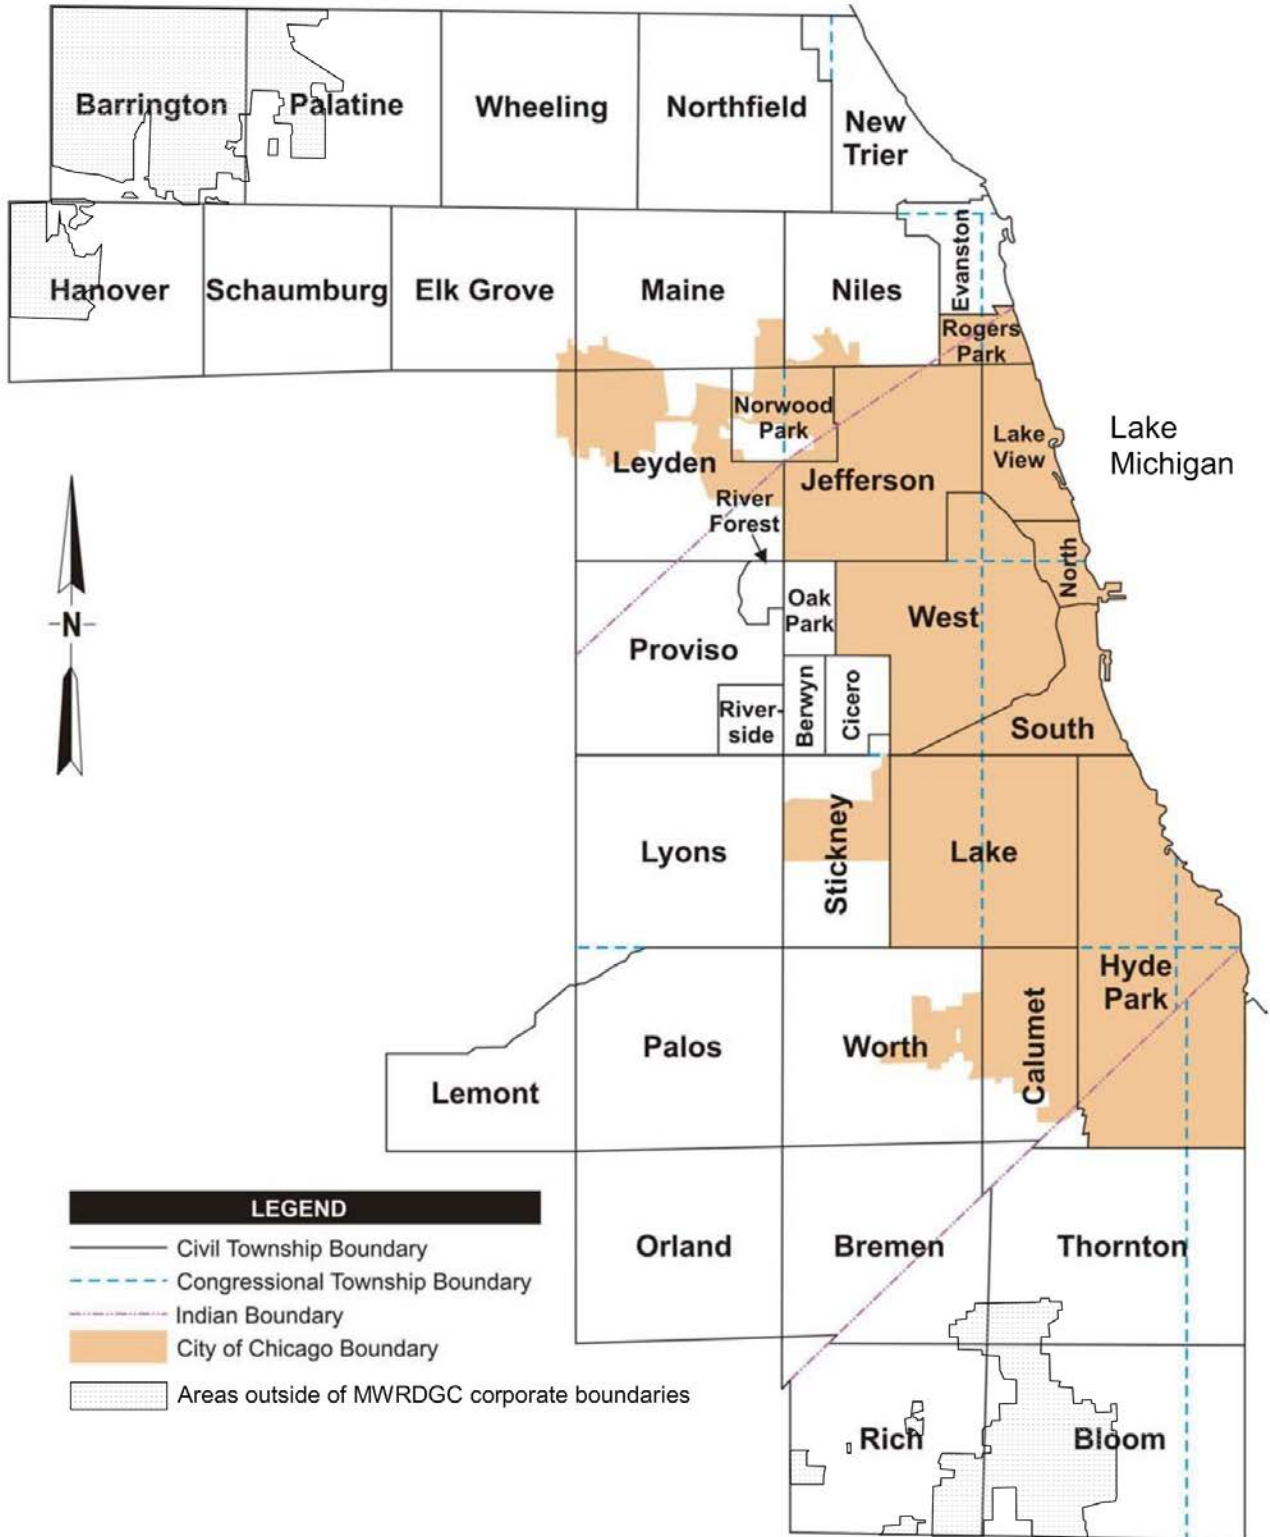 Barrington
Palatine
Wheeling
Northfield
New
Trier
Hanover
Schaumburg
Elk Grove
Maine
Niles
Evanston
Rogers
Park
Norwood
Park
Leyden
Jefferson
Lake
View
Lake
Michigan
River
Forest
North
Oak
Park
West
Proviso
River-
side
Berwyn
Cicero
South
N
Lyons
Stickney
Lake
Hyde
Park
Palos
Worth
Calumet
Lemont
Orland
Bremen
Thornton
Rich
Bloom
LEGEND
Civil Township Boundary
Congressional Township Boundary
Indian Boundary
City of Chicago Boundary
Areas outside of MWRDGC corporate boundaries